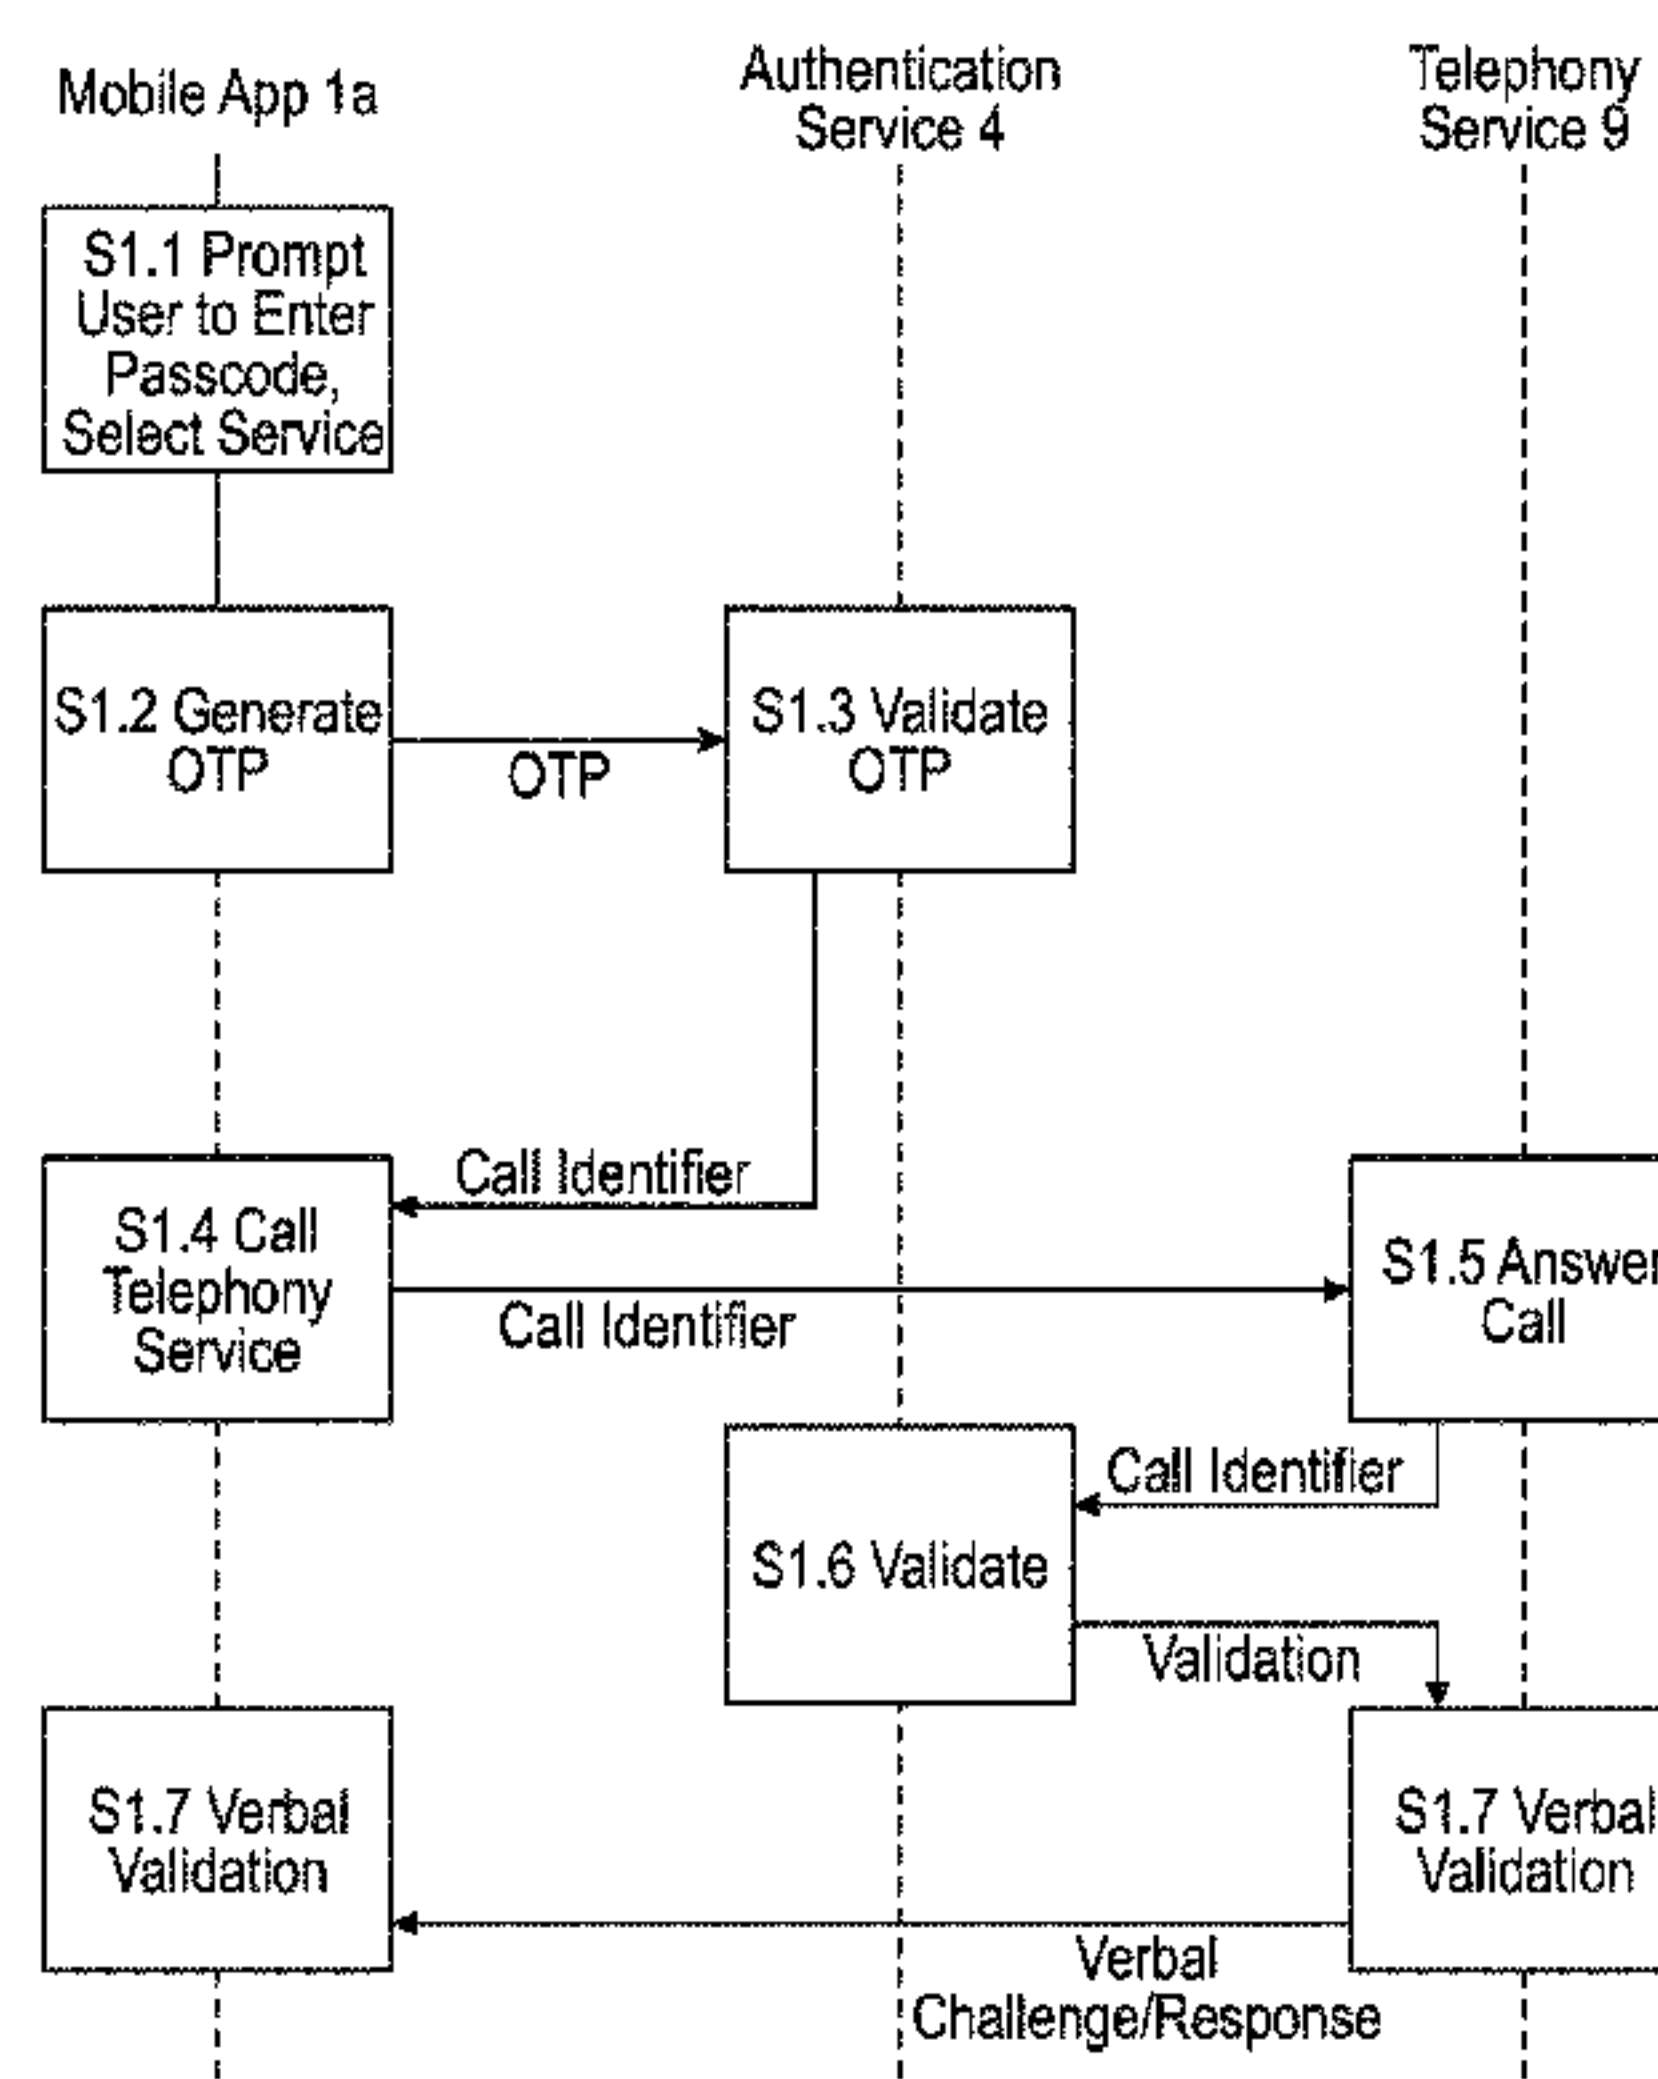 Mobile App 1a
Authentication
Service 4
Telephony
Service 9
S1.1 Prompt
User to Enter
Passcode,
Select Service
S1.2 Generate
OTP
OTP
S1.3 Validate
OTP
Call Identifier
S1.4 Call
Telephony
Service
Call Identifier
S1.5 Answer
Call
Call Identifier
S1.6 Validate
Validation
S1.7 Verbal
Validation
S1.7 Verbal
Validation
Verbal
Challenge/Response